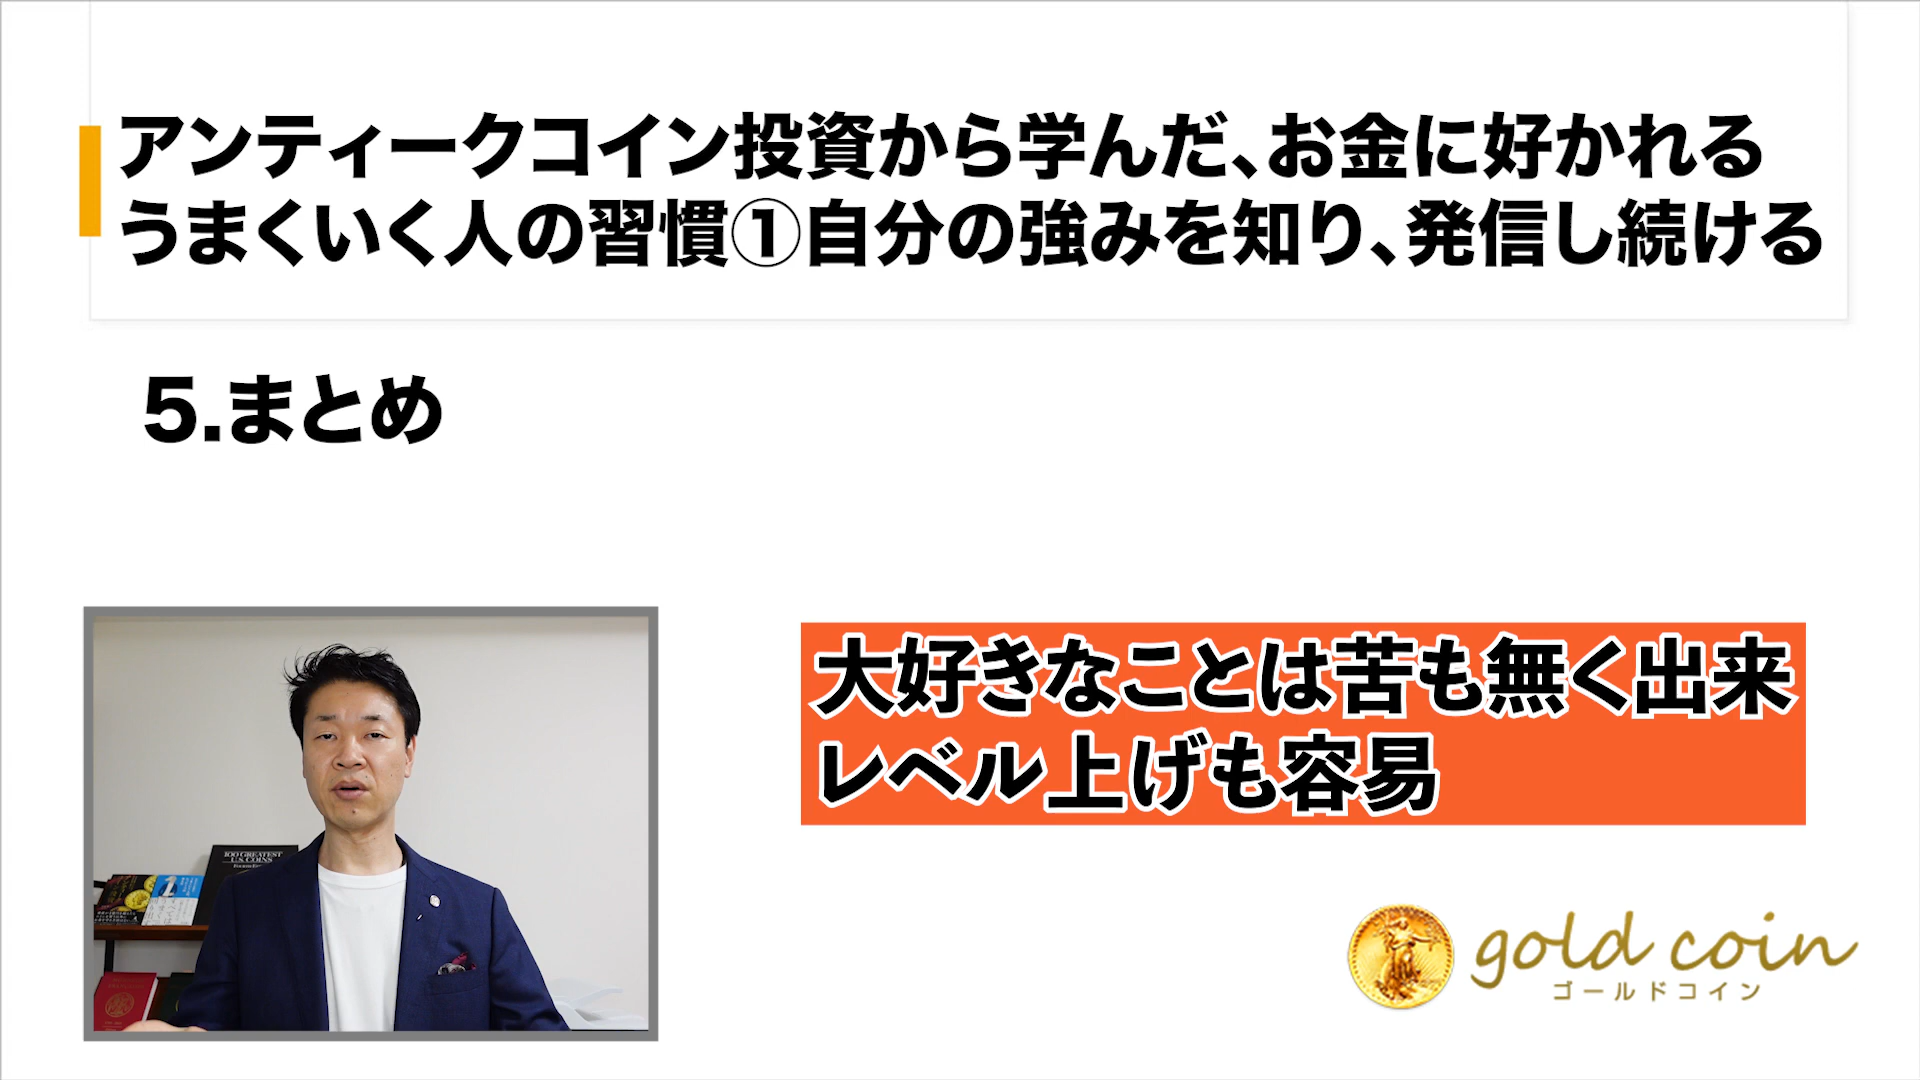 アンティークコイン投資から学んだ、お金に好かれる
うまくいく人の習慣①自分の強みを知り、発信し続ける
5.まとめ
大好きなことは苦も無く出来
レベル上げも容易
100 GREATEST
U.S. COINS
gold coin
ゴールドコイン